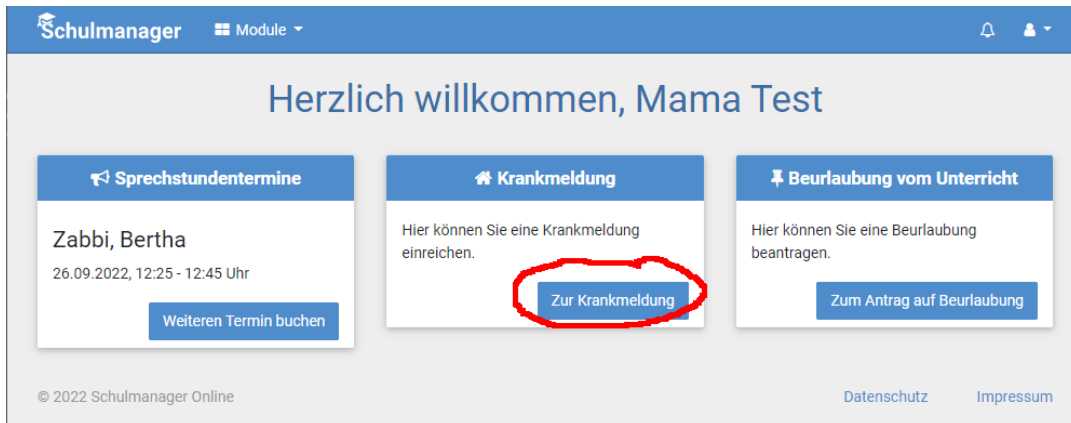 Schulmanager Module
Herzlich willkommen, Mama Test
Sprechstundentermine
Zabbi, Bertha
26.09.2022, 12:25 - 12:45 Uhr
Weiteren Termin buchen
Krankmeldung
Hier können Sie eine Krankmeldung
einreichen.
Zur Krankmeldung
Beurlaubung vom Unterricht
Hier können Sie eine Beurlaubung
beantragen.
Zum Antrag auf Beurlaubung
© 2022 Schulmanager Online
Datenschutz Impressum